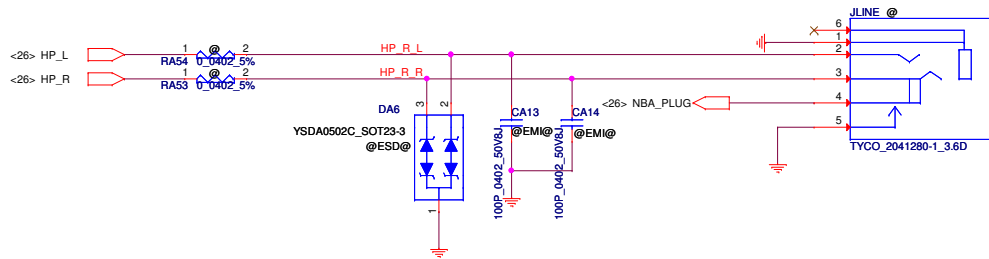 JLINE @
6
1
2
3
4
5
TYCO_2041280-1_3.6D
<26> HP_L
1 @ 2
RA54 0_0402_5%
HP_R_L
<26> HP_R
1 @ 2
RA53 0_0402_5%
HP_R_R
<26> NBA_PLUG
3 2
DA6
YSDA0502C_SOT23-3
@ESD@
1
CA13
@EMI@
100P_0402_50V8J
CA14
@EMI@
100P_0402_50V8J